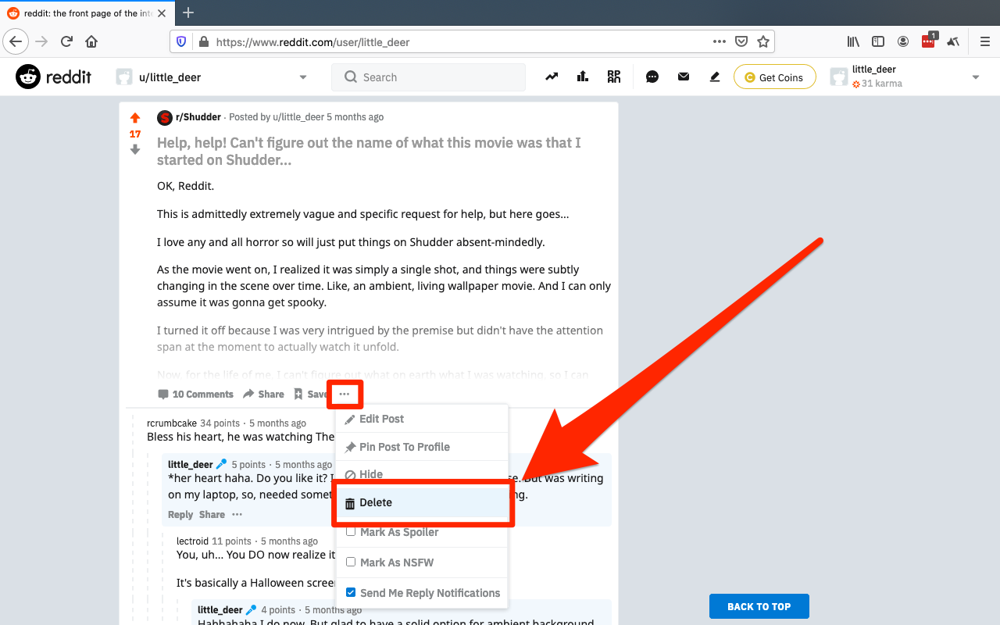 reddit: the front page of the inte
https://www.reddit.com/user/little_deer
1
reddit
u/little_deer
Search
Get Coins
little_deer
31 karma
r/Shudder · Posted by u/little_deer 5 months ago
17
Help, help! Can't figure out the name of what this movie was that I
started on Shudder...
OK, Reddit.
This is admittedly extremely vague and specific request for help, but here goes...
I love any and all horror so will just put things on Shudder absent-mindedly.
As the movie went on, I realized it was simply a single shot, and things were subtly
changing in the scene over time. Like, an ambient, living wallpaper movie. And I can only
assume it was gonna get spooky.
I turned it off because I was very intrigued by the premise but didn't have the attention
span at the moment to actually watch it unfold.
Now, for the life of me, I can't figure out what on earth what I was watching, so I can
10 Comments Share Save ...
Edit Post
Pin Post To Profile
Hide
Delete
Mark As Spoiler
Mark As NSFW
Send Me Reply Notifications
rcrumbcake 34 points · 5 months ago
Bless his heart, he was watching The
little_deer 5 points · 5 months ago
*her heart haha. Do you like it? I se. But was writing
on my laptop, so, needed somet ng.
Reply Share ...
lectroid 11 points · 5 months ago
You, uh... You DO now realize it
It's basically a Halloween scree
little_deer 4 points · 5 months ago
Hahhahaha I do now. But glad to have a solid option for ambient background
BACK TO TOP